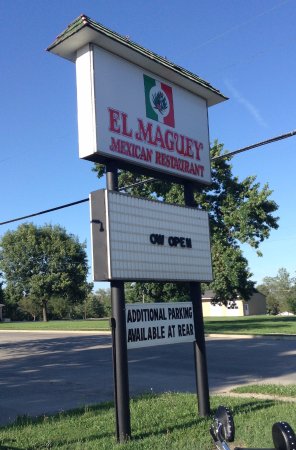 EL MAGUEY
MEXICAN RESTAURANT
OW OPEN
ADDITIONAL PARKING
AVAILABLE AT REAR